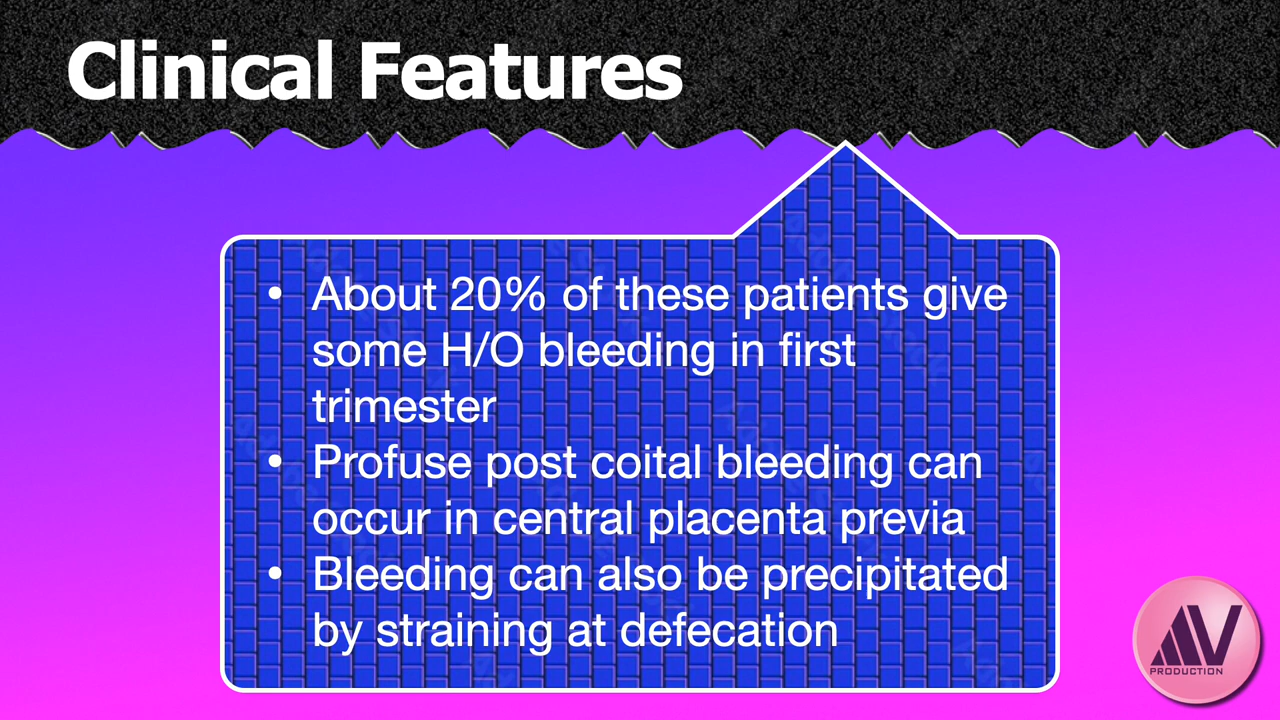 Clinical Features
• About 20% of these patients give
some H/O bleeding in first
trimester
• Profuse post coital bleeding can
occur in central placenta previa
• Bleeding can also be precipitated
by straining at defecation
AV
PRODUCTION